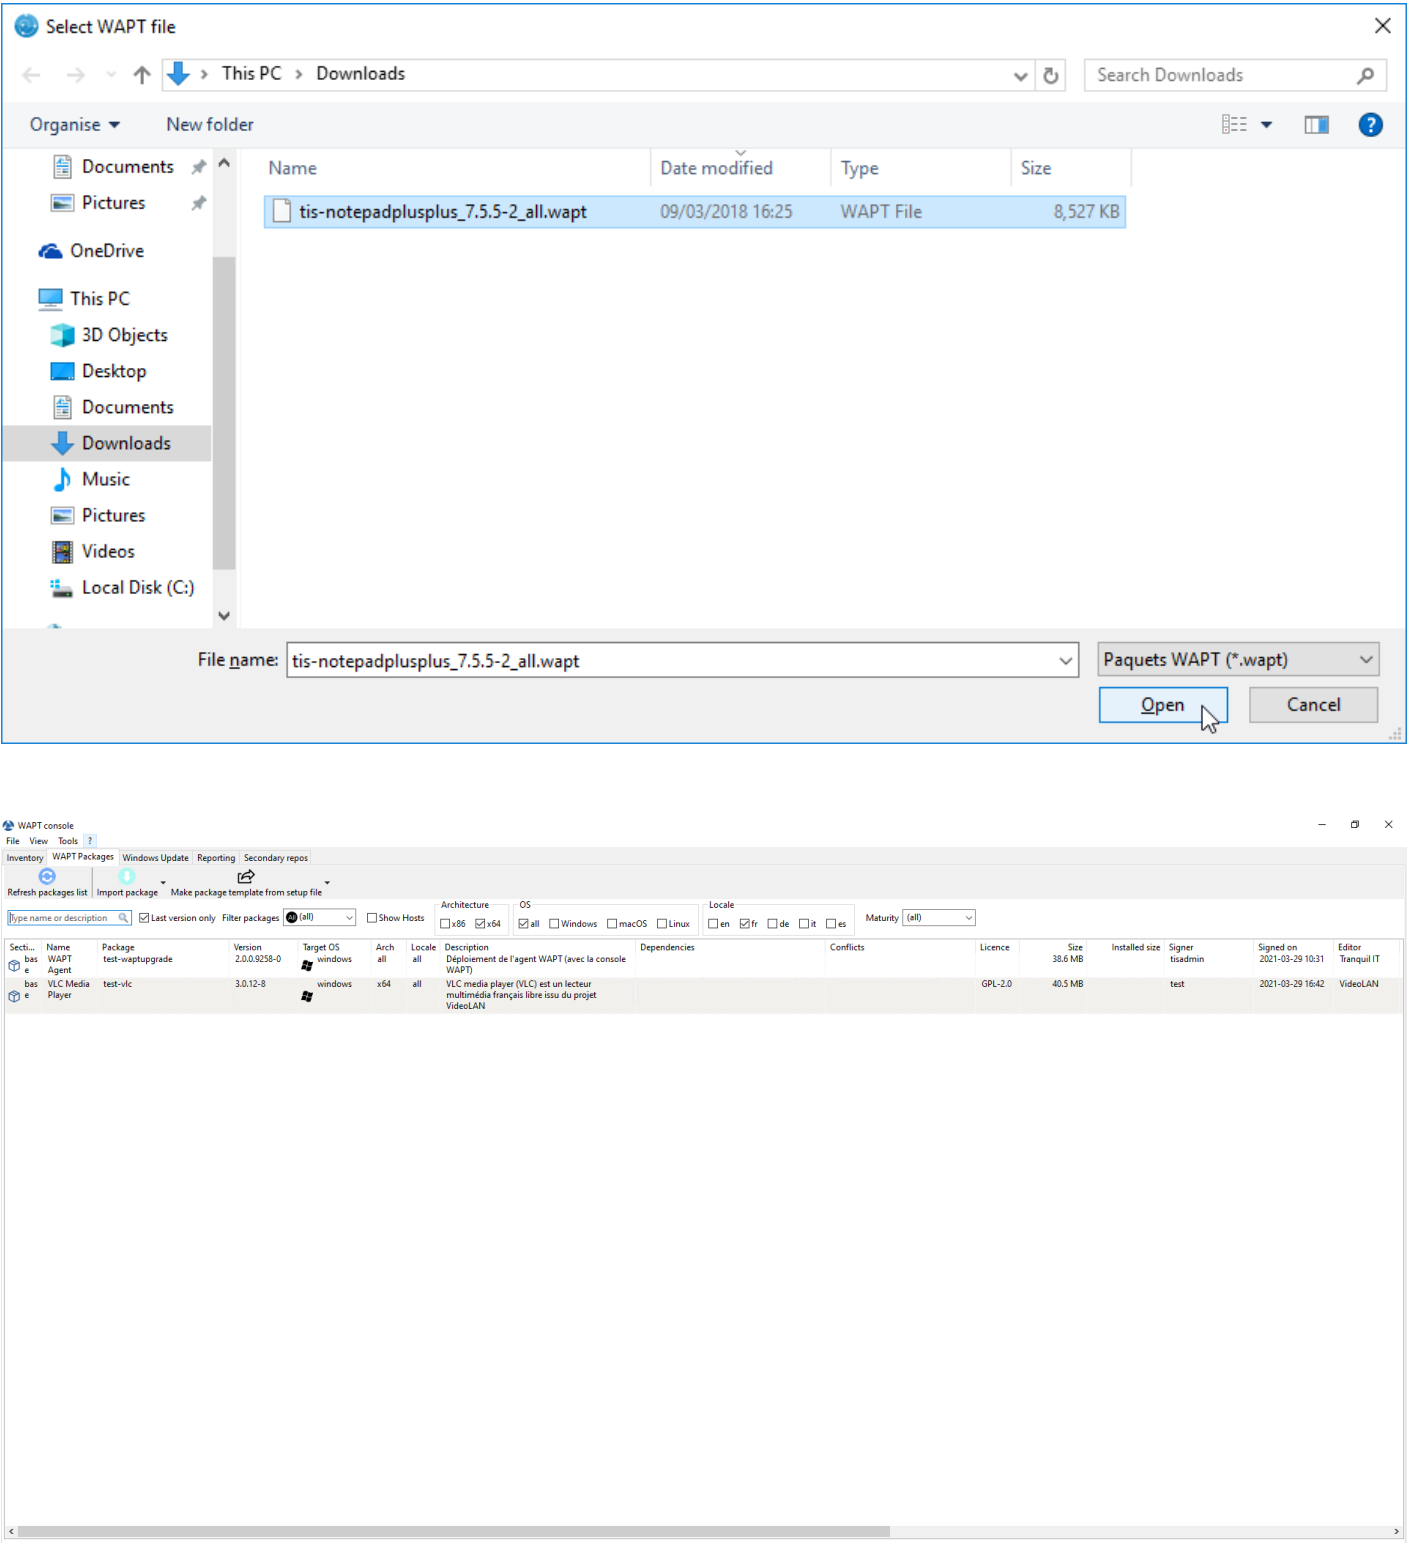 Select WAPT file
This PC > Downloads
Search Downloads
Organise
New folder
Documents
Pictures
OneDrive
This PC
3D Objects
Desktop
Documents
Downloads
Music
Pictures
Videos
Local Disk (C:)
Name Date modified Type Size
tis-notepadplusplus_7.5.5-2_all.wapt 09/03/2018 16:25 WAPT File 8,527 KB
File name: tis-notepadplusplus_7.5.5-2_all.wapt
Paquets WAPT (*.wapt)
Open Cancel
WAPT console
File View Tools ?
Inventory WAPT Packages Windows Update Reporting Secondary repos
Refresh packages list Import package Make package template from setup file
Architecture OS Locale
Type name or description Last version only Filter packages All (all) Show Hosts x86 x64 all Windows macOS Linux en fr de it es Maturity (all)
Secti... Name Package Version Target OS Arch Locale Description Dependencies Conflicts Licence Size Installed size Signer Signed on Editor
bas WAPT test-waptupgrade 2.0.0.9258-0 windows all all Déploiement de l'agent WAPT (avec la console 38.6 MB tisadmin 2021-03-29 10:31 Tranquil IT
e Agent WAPT)
bas VLC Media test-vlc 3.0.12-8 windows x64 all VLC media player (VLC) est un lecteur GPL-2.0 40.5 MB test 2021-03-29 16:42 VideoLAN
e Player multimédia français libre issu du projet
VideoLAN